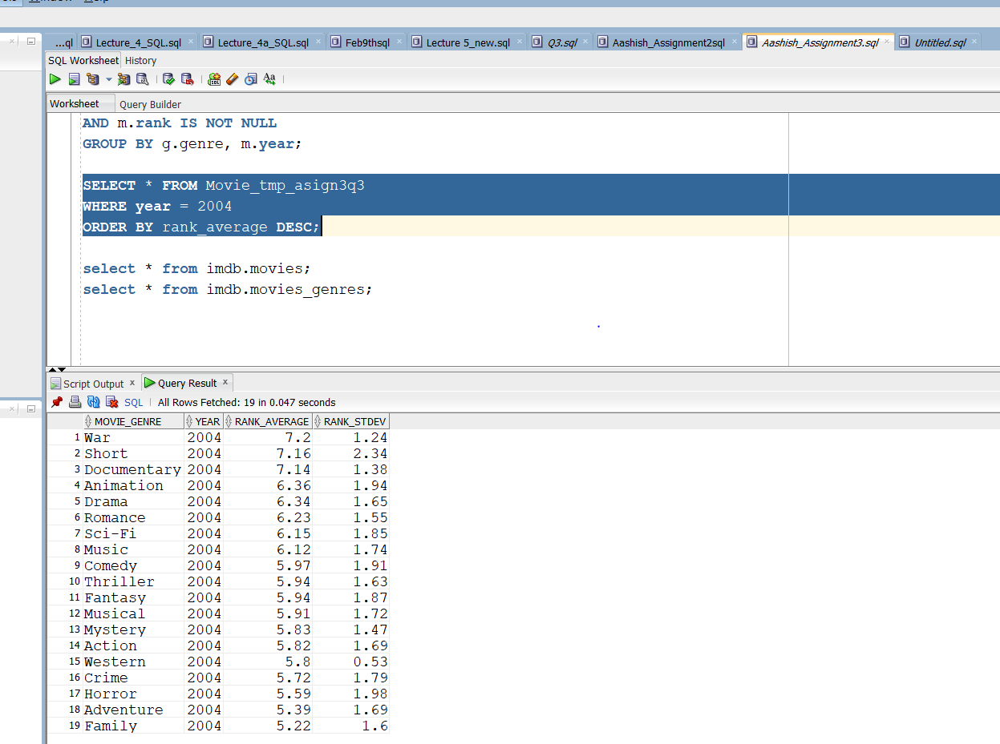 Window Help
...ql Lecture_4_SQL.sql Lecture_4a_SQL.sql Feb9thsql Lecture 5_new.sql Q3.sql Aashish_Assignment2sql Aashish_Assignment3.sql Untitled.sql
SQL Worksheet History
Worksheet Query Builder
AND m.rank IS NOT NULL
GROUP BY g.genre, m.year;
SELECT * FROM Movie_tmp_asign3q3
WHERE year = 2004
ORDER BY rank_average DESC;
select * from imdb.movies;
select * from imdb.movies_genres;
Script Output x Query Result x
SQL | All Rows Fetched: 19 in 0.047 seconds
MOVIE_GENRE YEAR RANK_AVERAGE RANK_STDEV
1 War 2004 7.2 1.24
2 Short 2004 7.16 2.34
3 Documentary 2004 7.14 1.38
4 Animation 2004 6.36 1.94
5 Drama 2004 6.34 1.65
6 Romance 2004 6.23 1.55
7 Sci-Fi 2004 6.15 1.85
8 Music 2004 6.12 1.74
9 Comedy 2004 5.97 1.91
10 Thriller 2004 5.94 1.63
11 Fantasy 2004 5.94 1.87
12 Musical 2004 5.91 1.72
13 Mystery 2004 5.83 1.47
14 Action 2004 5.82 1.69
15 Western 2004 5.8 0.53
16 Crime 2004 5.72 1.79
17 Horror 2004 5.59 1.98
18 Adventure 2004 5.39 1.69
19 Family 2004 5.22 1.6